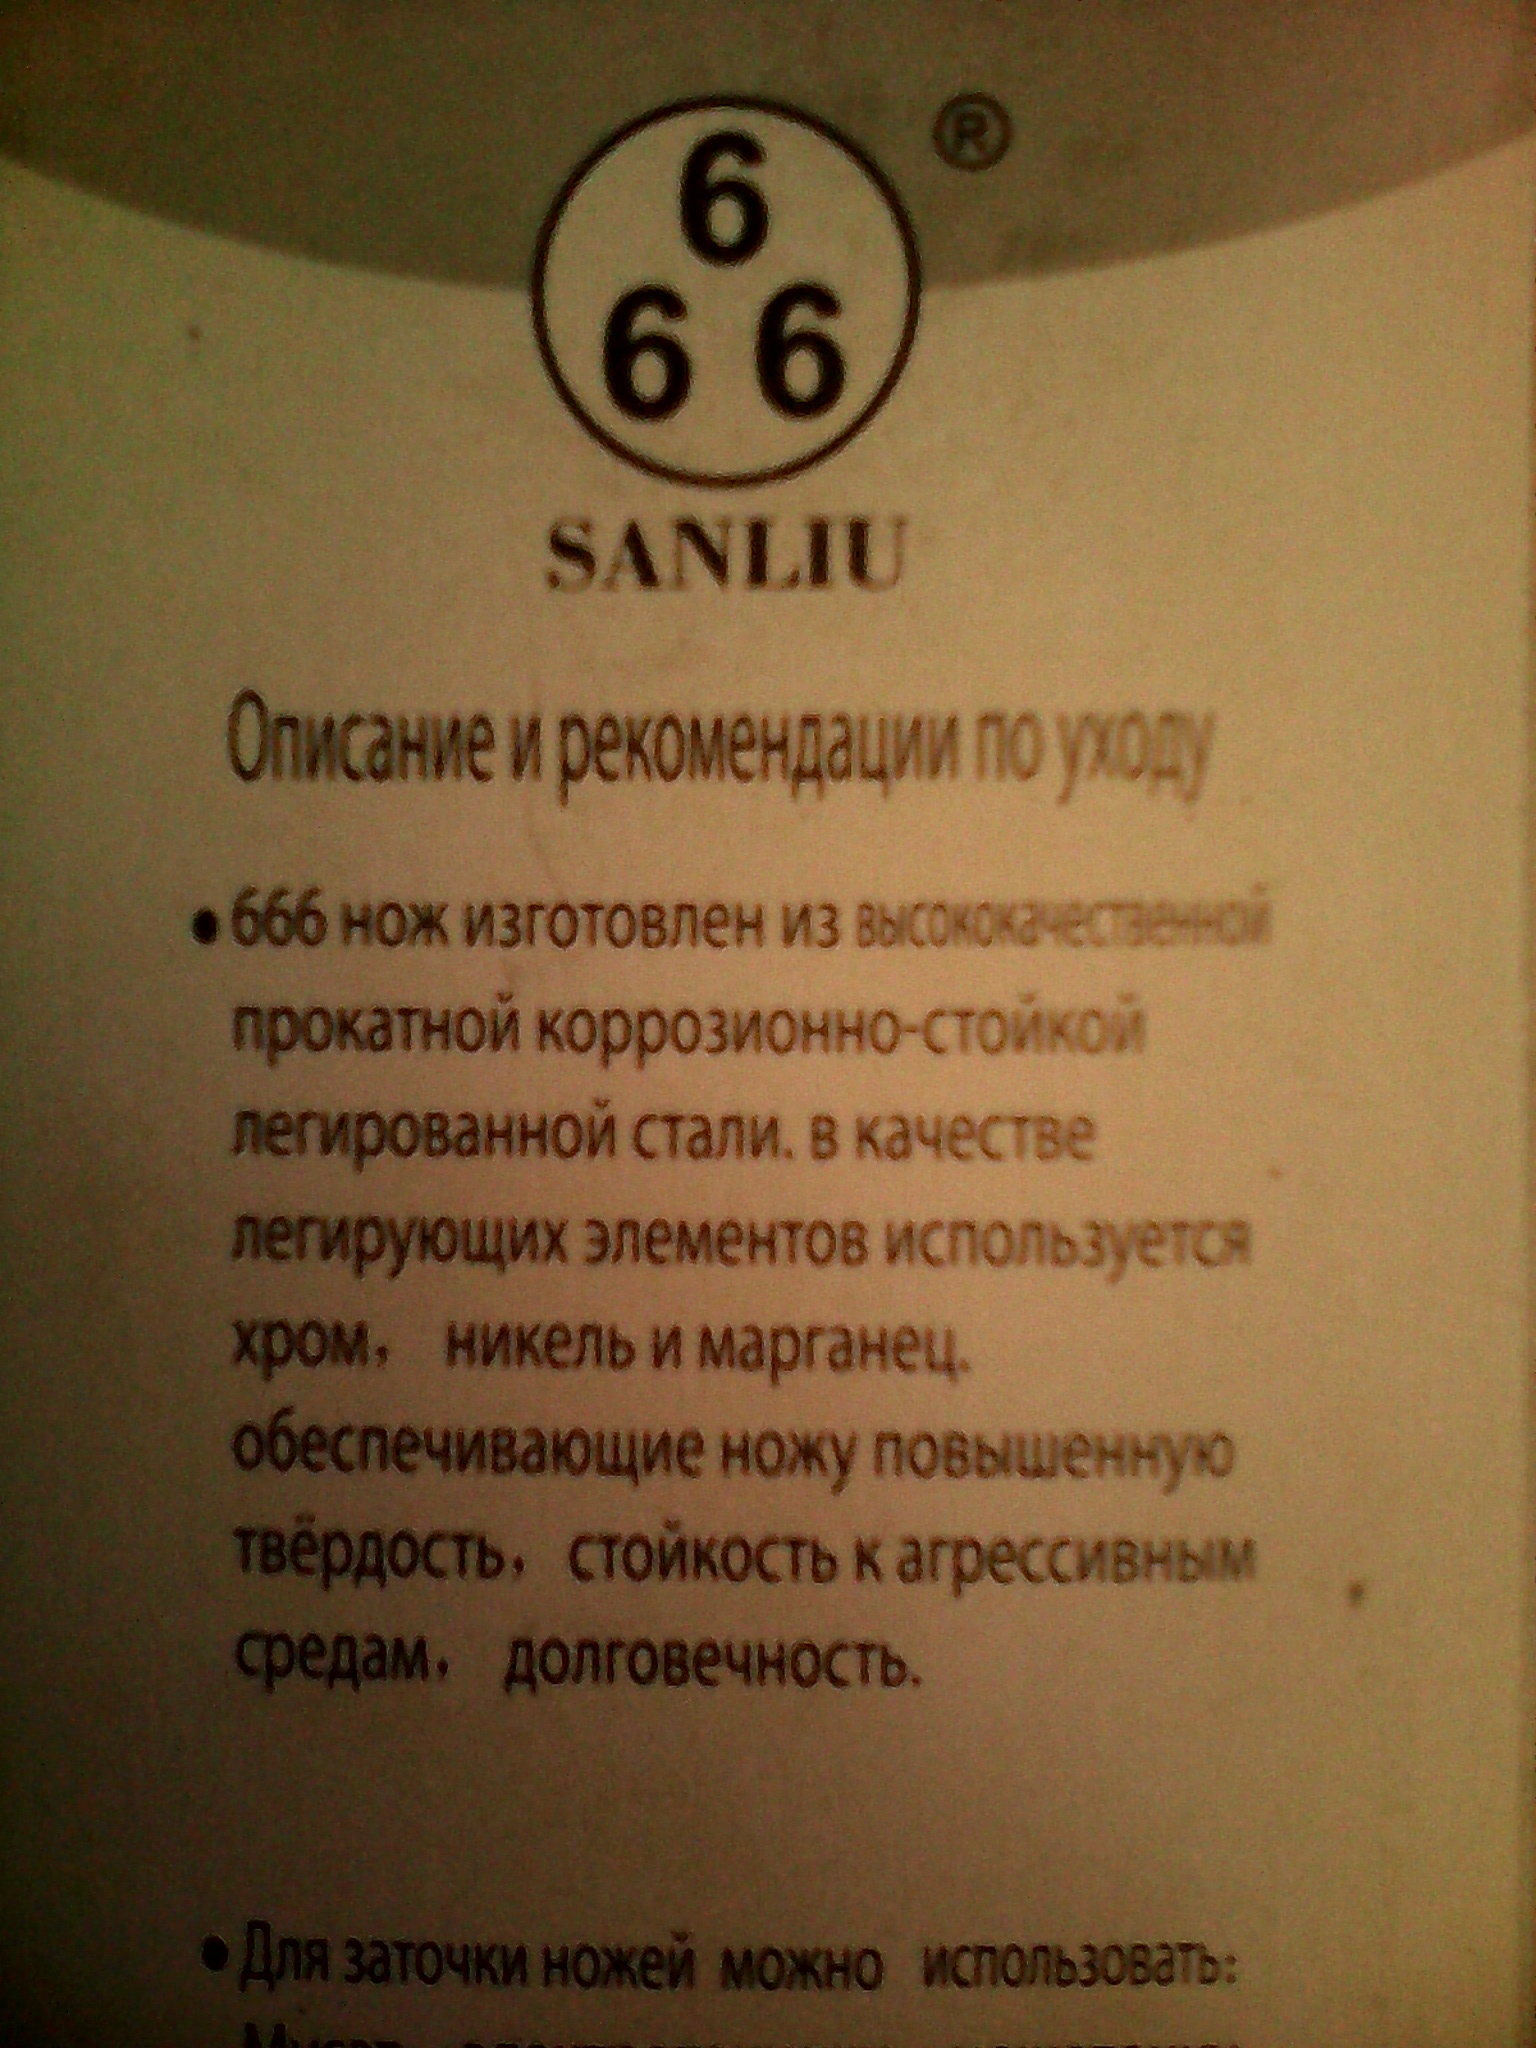 6
®
6 6
SANLIU
Описание и рекомендации по уходу
• 666 нож изготовлен из высококачественной
прокатной коррозионно-стойкой
легированной стали. в качестве
легирующих элементов используется
хром, никель и марганец.
обеспечивающие ножу повышенную
твёрдость, стойкость к агрессивным
средам, долговечность.
• Для заточки ножей можно использовать: